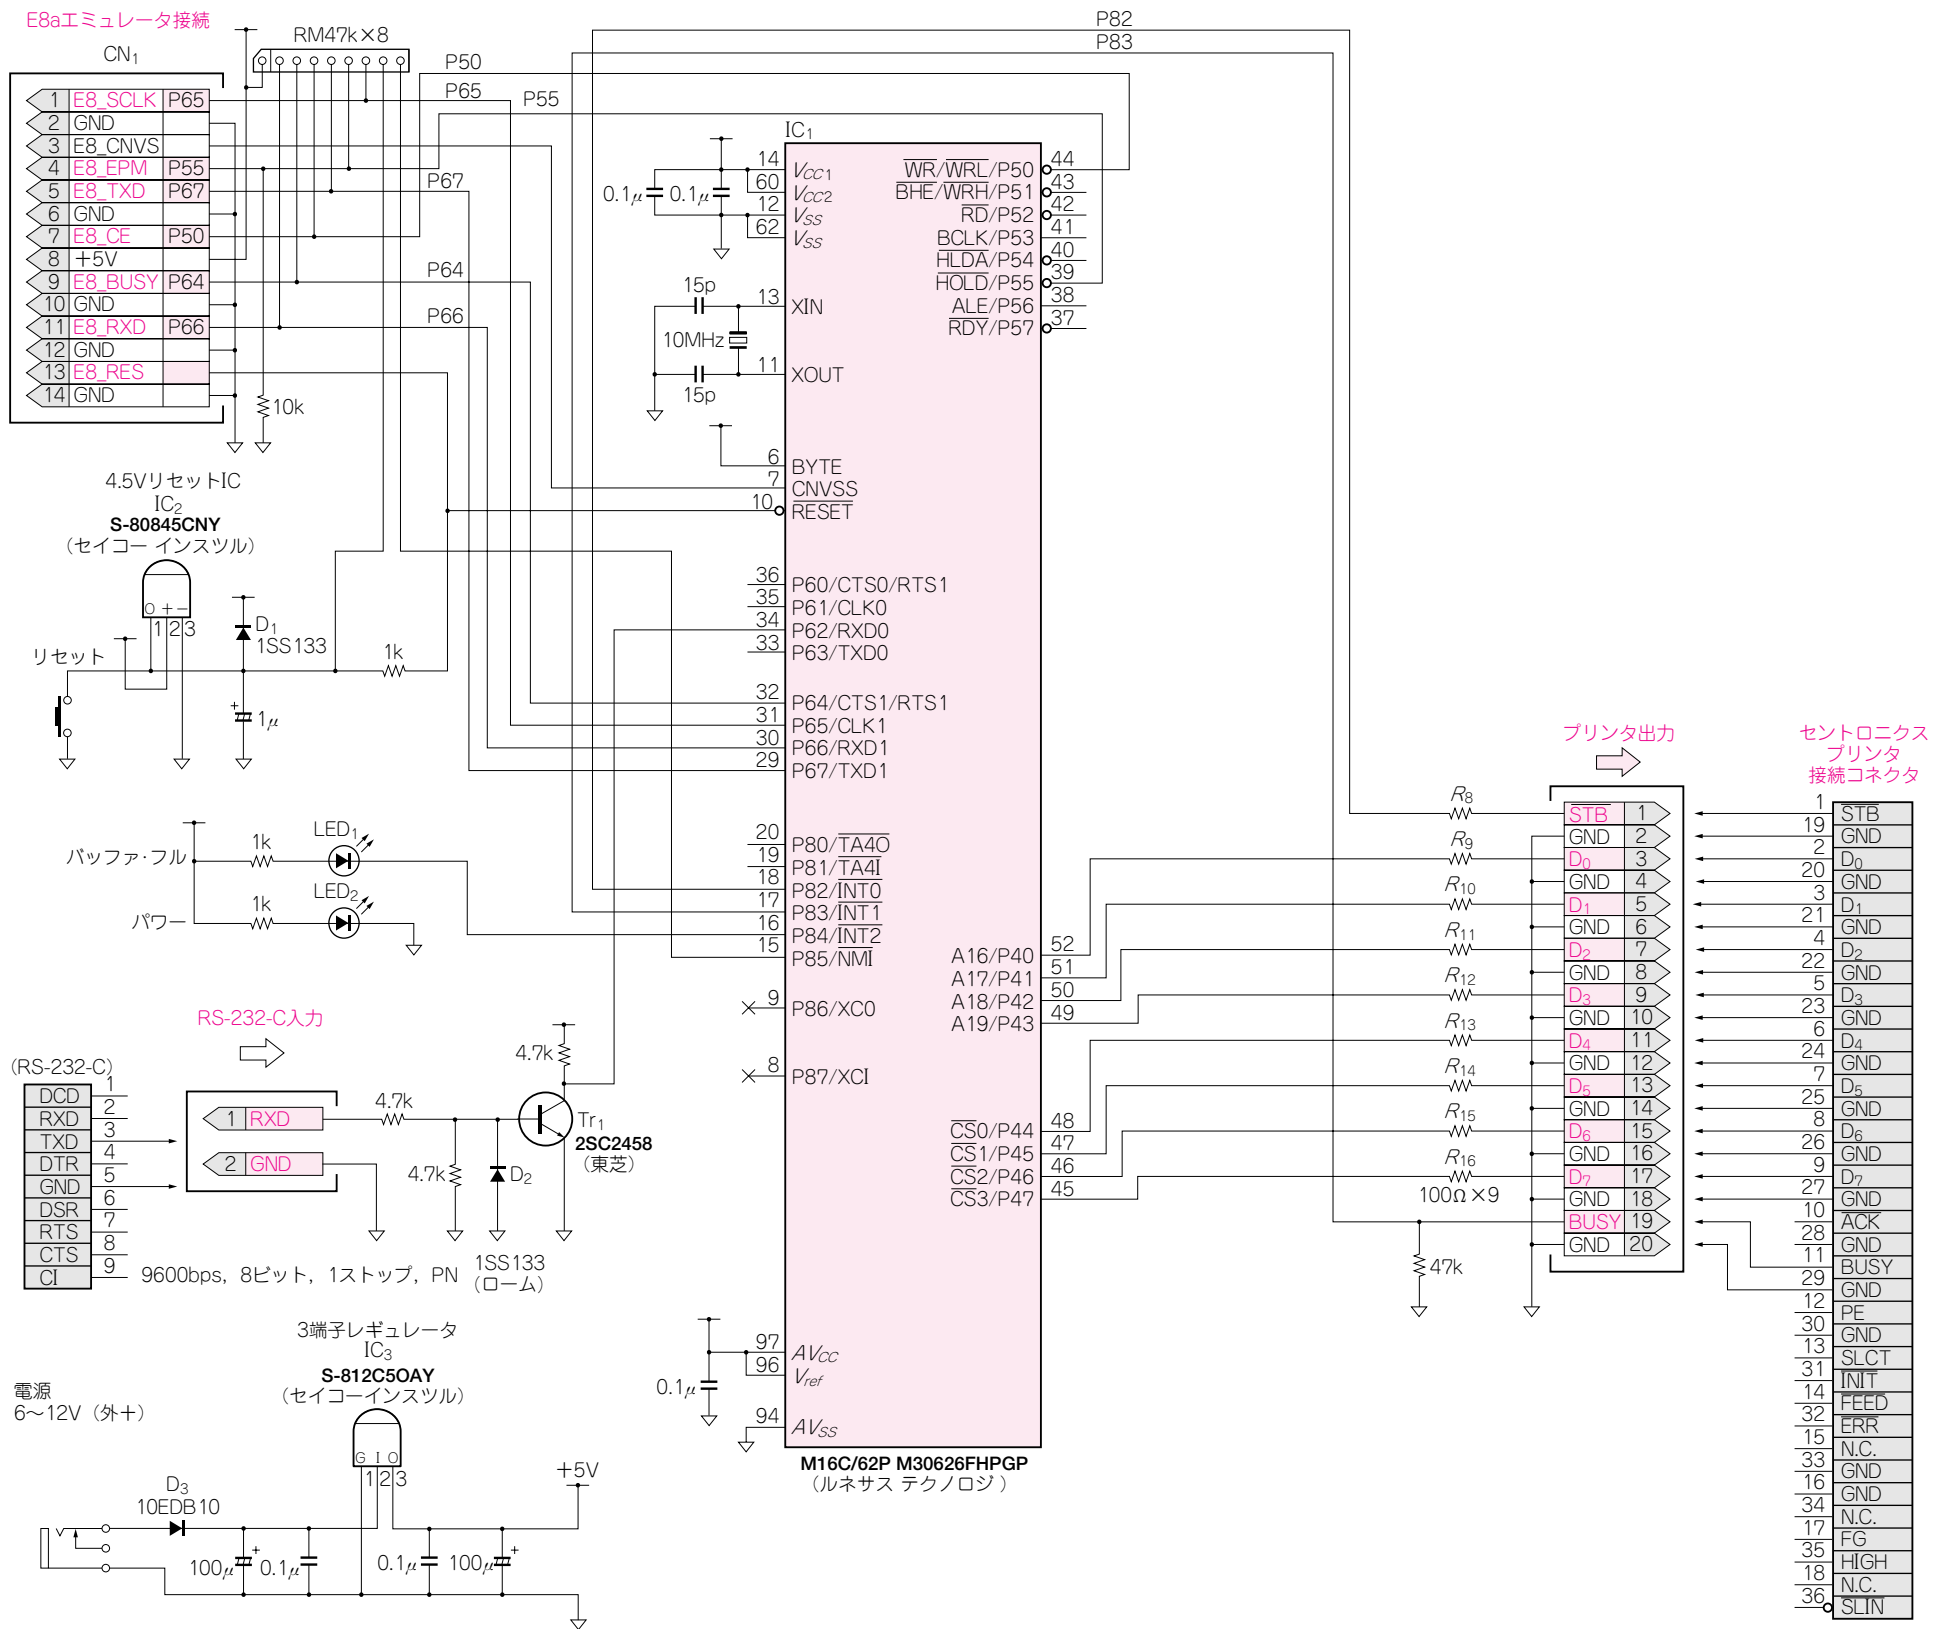 E8aエミュレータ接続
CN1
RM47k×8
1 E8_SCLK P65
2 GND
3 E8_CNVS
4 E8_EPM P55
5 E8_TXD P67
6 GND
7 E8_CE P50
8 +5V
9 E8_BUSY P64
10 GND
11 E8_RXD P66
12 GND
13 E8_RES
14 GND
10k
P82
P83
P50
P65
P55
P67
P64
P66
4.5VリセットIC
IC2
S-80845CNY
（セイコー インスツル）
O + −
1 2 3
D1
1SS133
リセット
1k
+
1μ
バッファ・フル
1k
LED1
パワー
1k
LED2
RS-232-C入力
(RS-232-C)
DCD 1
RXD 2
TXD 3
DTR 4
GND 5
DSR 6
RTS 7
CTS 8
CI 9
1 RXD
2 GND
4.7k
4.7k
4.7k
D2
1SS133
（ローム）
Tr1
2SC2458
（東芝）
9600bps，8ビット，1ストップ，PN
3端子レギュレータ
IC3
S-812C5OAY
（セイコーインスツル）
G I O
1 2 3
電源
6〜12V（外＋）
D3
10EDB10
100μ
+
0.1μ
0.1μ
100μ
+
+5V
IC1
0.1μ
0.1μ
14 VCC1
60 VCC2
12 VSS
62 VSS
15p
13 XIN
10MHz
11 XOUT
15p
6 BYTE
7 CNVSS
10 RESET
36 P60/CTS0/RTS1
35 P61/CLK0
34 P62/RXD0
33 P63/TXD0
32 P64/CTS1/RTS1
31 P65/CLK1
30 P66/RXD1
29 P67/TXD1
20 P80/TA4O
19 P81/TA4I
18 P82/INT0
17 P83/INT1
16 P84/INT2
15 P85/NMI
9 P86/XC0
8 P87/XCI
0.1μ
97 AVCC
96 Vref
94 AVSS
WR/WRL/P50 44
BHE/WRH/P51 43
RD/P52 42
BCLK/P53 41
HLDA/P54 40
HOLD/P55 39
ALE/P56 38
RDY/P57 37
A16/P40 52
A17/P41 51
A18/P42 50
A19/P43 49
CS0/P44 48
CS1/P45 47
CS2/P46 46
CS3/P47 45
M16C/62P M30626FHPGP
（ルネサス テクノロジ）
R8
R9
R10
R11
R12
R13
R14
R15
R16
100Ω×9
47k
プリンタ出力
STB 1
GND 2
D0 3
GND 4
D1 5
GND 6
D2 7
GND 8
D3 9
GND 10
D4 11
GND 12
D5 13
GND 14
D6 15
GND 16
D7 17
GND 18
BUSY 19
GND 20
セントロニクス
プリンタ
接続コネクタ
1 STB
19 GND
2 D0
20 GND
3 D1
21 GND
4 D2
22 GND
5 D3
23 GND
6 D4
24 GND
7 D5
25 GND
8 D6
26 GND
9 D7
27 GND
10 ACK
28 GND
11 BUSY
29 GND
12 PE
30 GND
13 SLCT
31 INIT
14 FEED
32 ERR
15 N.C.
33 GND
16 GND
34 N.C.
17 FG
35 HIGH
18 N.C.
36 SLIN